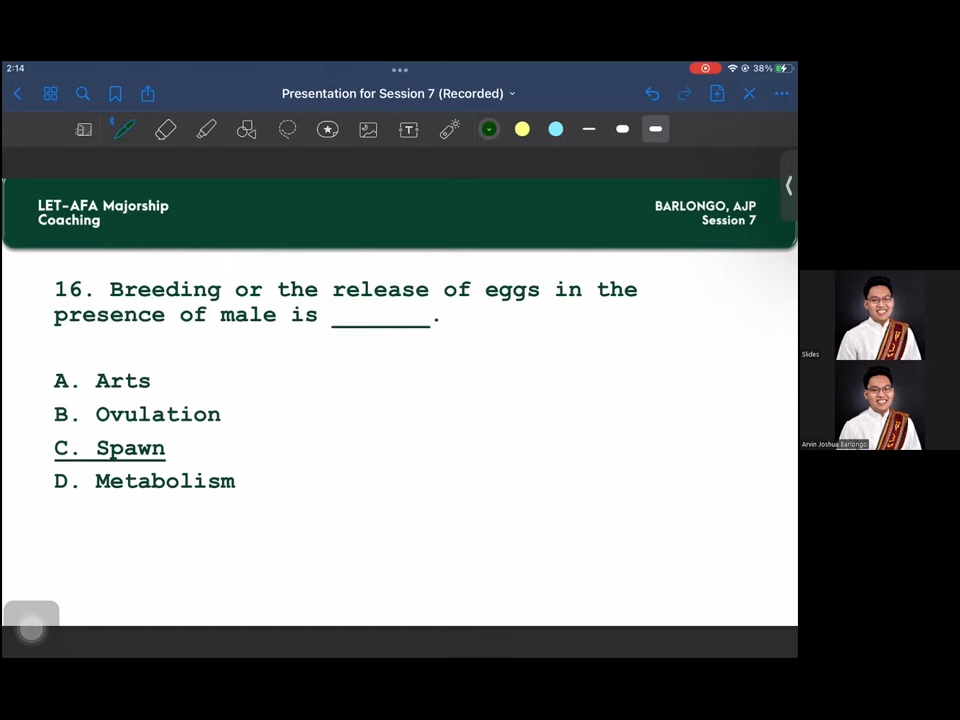 2:14
38%
Presentation for Session 7 (Recorded)
T
LET-AFA Majorship
Coaching
BARLONGO, AJP
Session 7
16. Breeding or the release of eggs in the
presence of male is _______.
A. Arts
B. Ovulation
C. Spawn
D. Metabolism
Slides
Arvin Joshua Barlongo